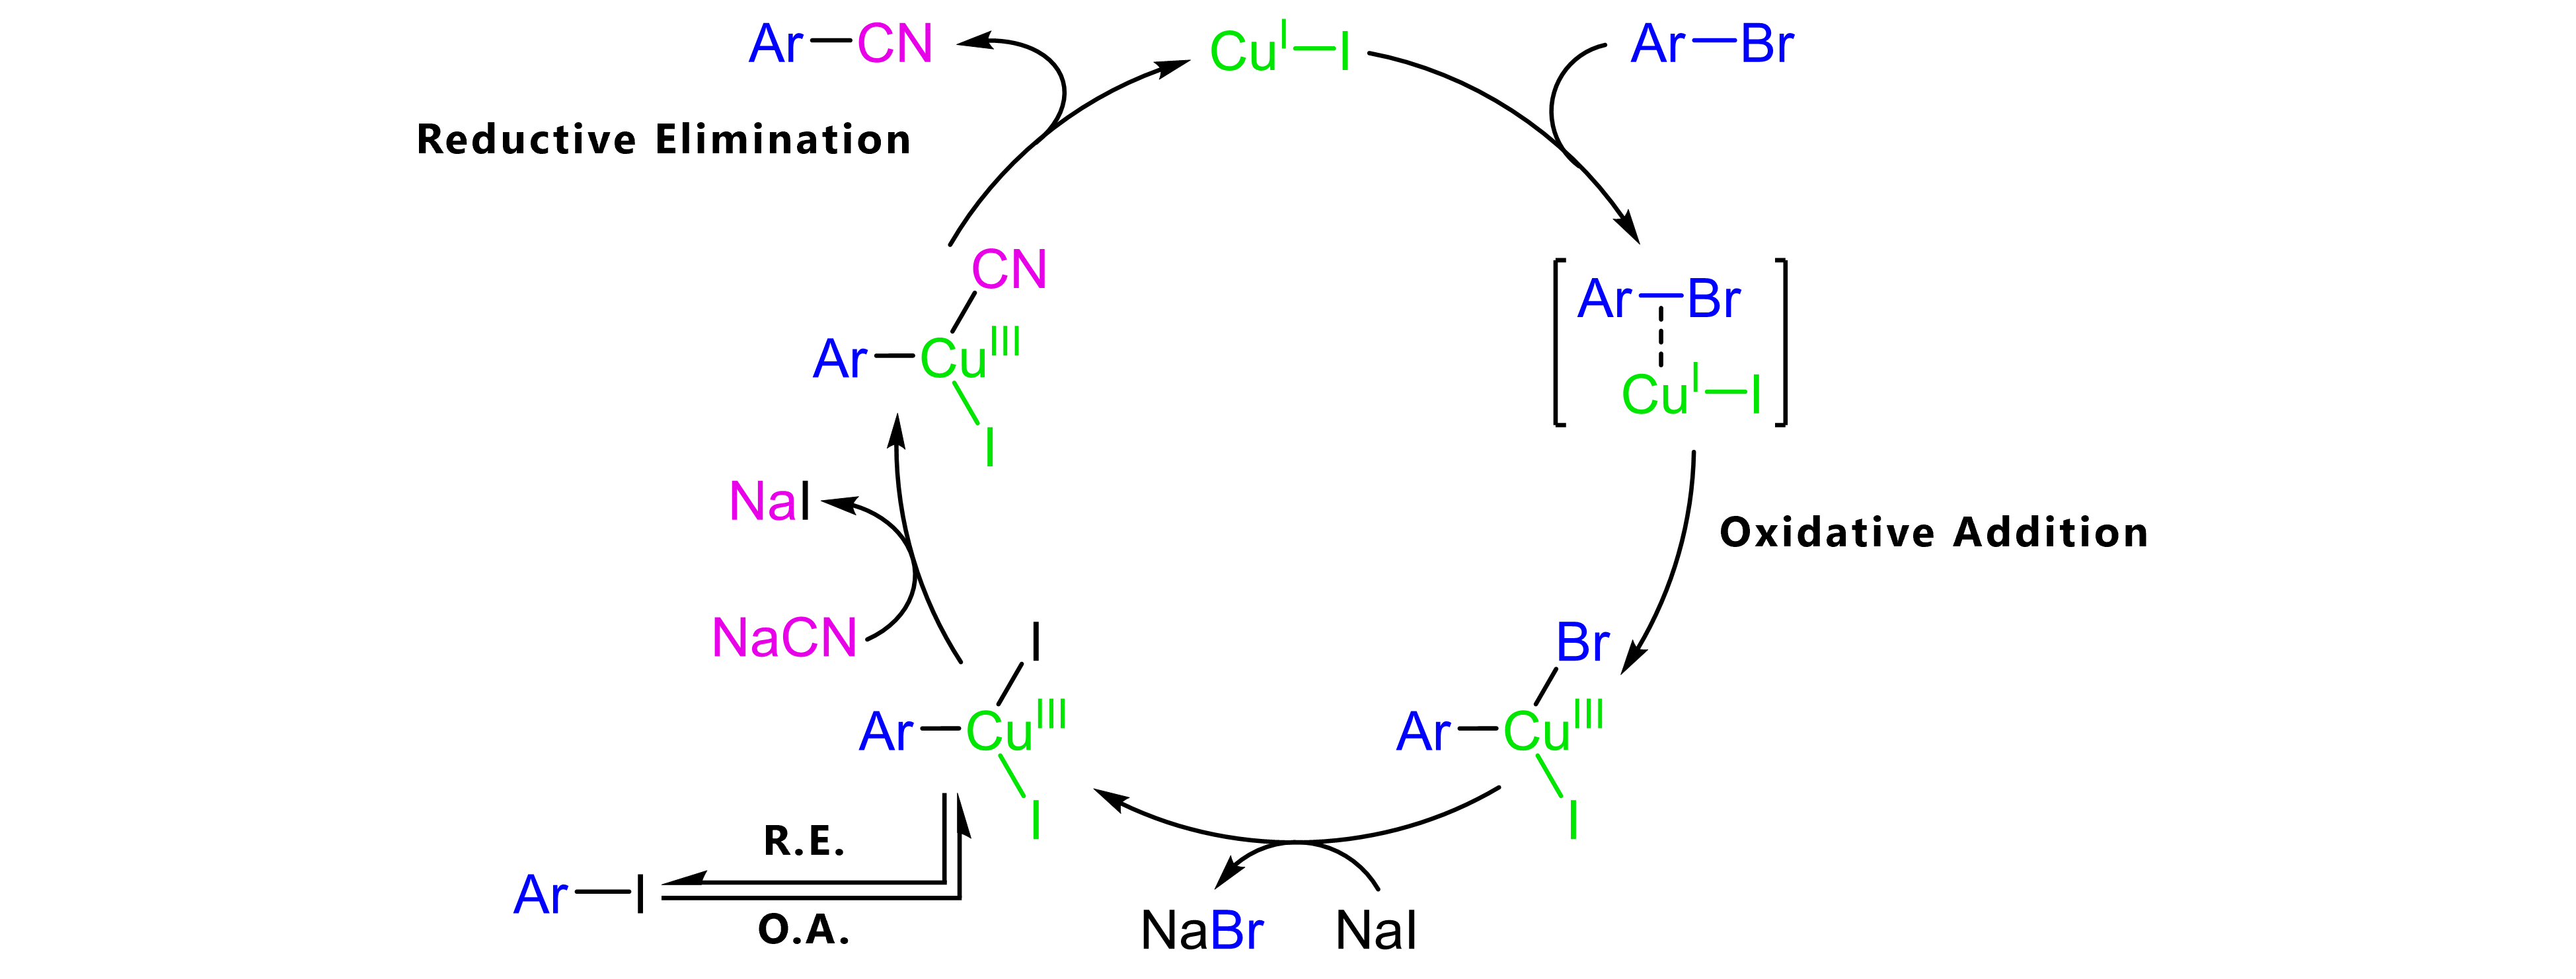 Ar—CN
Cu^I—I
Ar—Br
Reductive Elimination
CN
Ar—Cu^III
I
Ar—Br
Cu^I—I
NaI
Oxidative Addition
NaCN
I
Ar—Cu^III
I
Br
Ar—Cu^III
I
R.E.
Ar—I
O.A.
NaBr
NaI